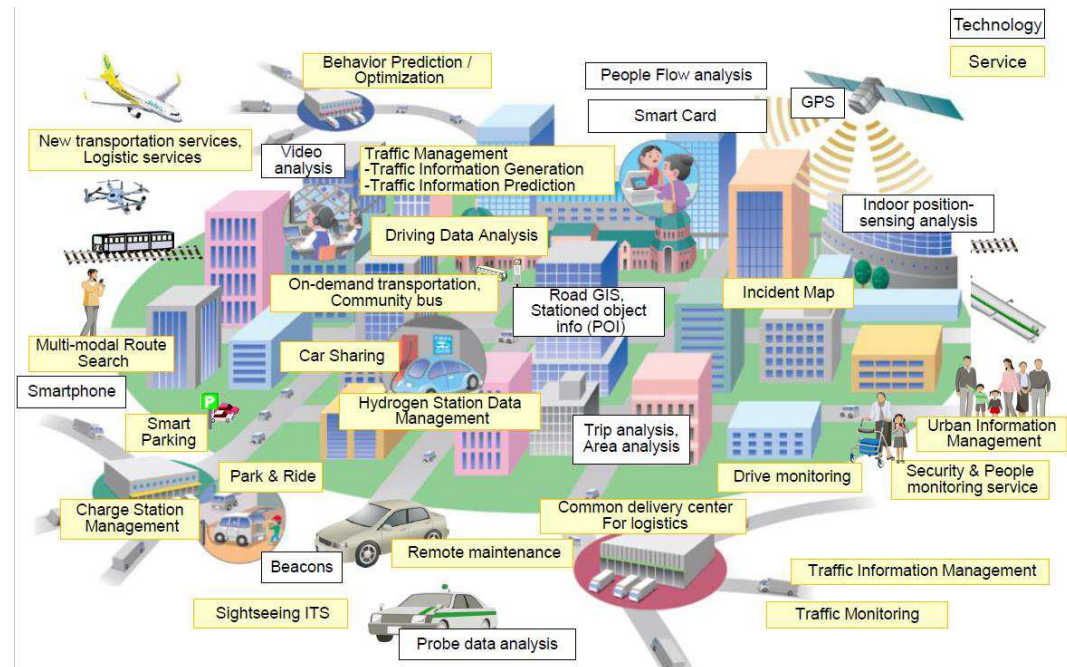 Technology
Service
Behavior Prediction /
Optimization
People Flow analysis
GPS
Smart Card
New transportation services,
Logistic services
Video
analysis
Traffic Management
-Traffic Information Generation
-Traffic Information Prediction
Indoor position-
sensing analysis
Driving Data Analysis
On-demand transportation,
Community bus
Road GIS,
Stationed object
info (POI)
Incident Map
Multi-modal Route
Search
Car Sharing
Smartphone
Hydrogen Station Data
Management
P
Smart
Parking
Trip analysis,
Area analysis
Urban Information
Management
Park & Ride
Drive monitoring
Security & People
monitoring service
Charge Station
Management
Common delivery center
For logistics
Beacons
Remote maintenance
Traffic Information Management
Sightseeing ITS
Traffic Monitoring
Probe data analysis